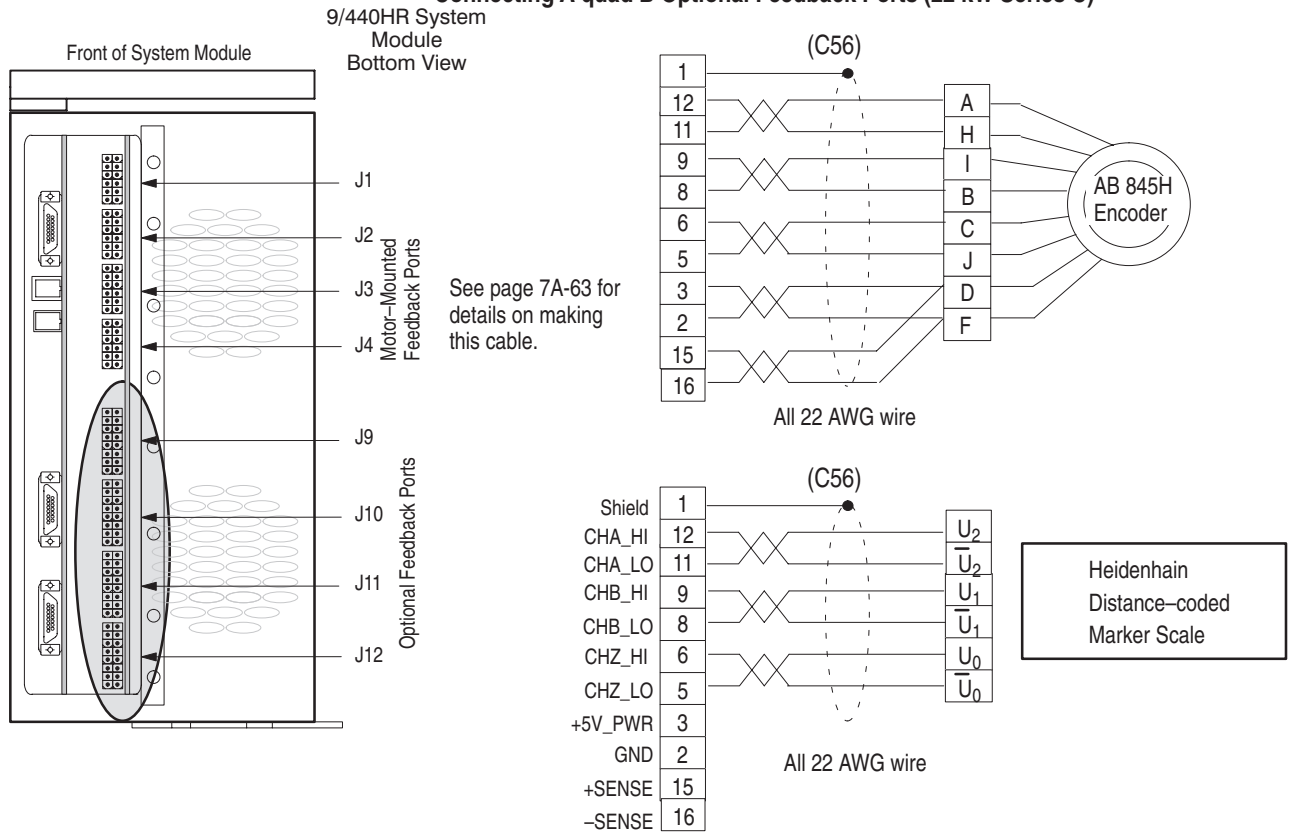 Connecting A quad B Optional Feedback Ports (22 kW Series C)
9/440HR System
Module
Bottom View
Front of System Module
J1
J2
J3
J4
Motor–Mounted
Feedback Ports
J9
J10
J11
J12
Optional Feedback Ports
See page 7A-63 for
details on making
this cable.
(C56)
1
12
11
9
8
6
5
3
2
15
16
A
H
I
B
C
J
D
F
AB 845H
Encoder
All 22 AWG wire
(C56)
Shield 1
CHA_HI 12
CHA_LO 11
CHB_HI 9
CHB_LO 8
CHZ_HI 6
CHZ_LO 5
+5V_PWR 3
GND 2
+SENSE 15
–SENSE 16
U2
U̅2
U1
U̅1
U0
U̅0
All 22 AWG wire
Heidenhain
Distance–coded
Marker Scale